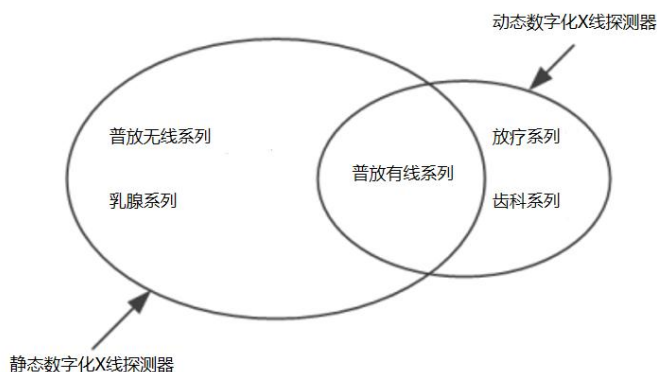 动态数字化X线探测器
普放无线系列
放疗系列
普放有线系列
乳腺系列
齿科系列
静态数字化X线探测器